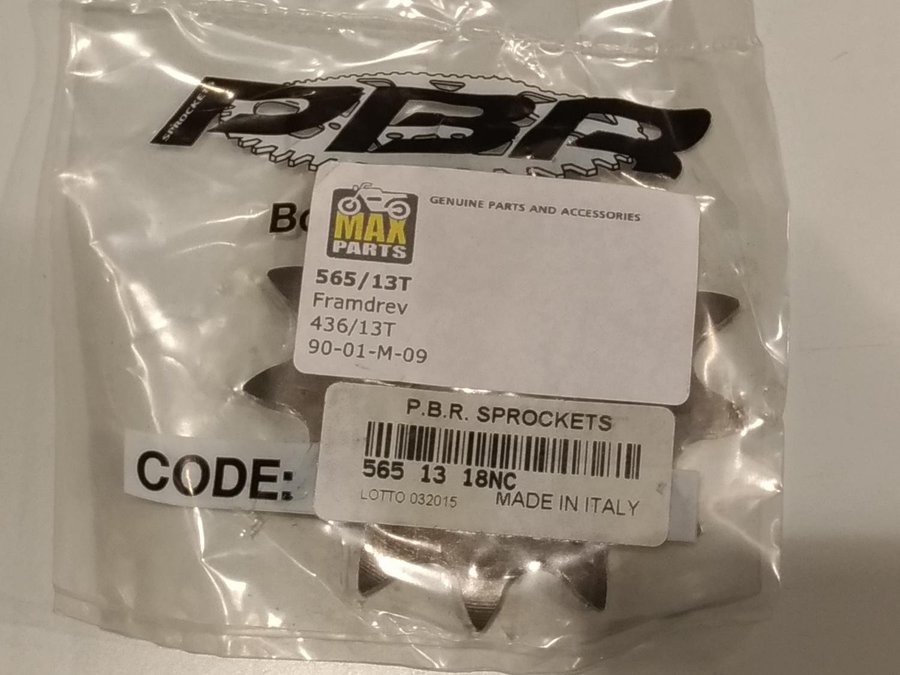 SPROCKET
PBR
Bo
MAX
PARTS
GENUINE PARTS AND ACCESSORIES
565/13T
Framdrev
436/13T
90-01-M-09
P.B.R. SPROCKETS
CODE:
565 13 18NC
LOTTO 032015 MADE IN ITALY